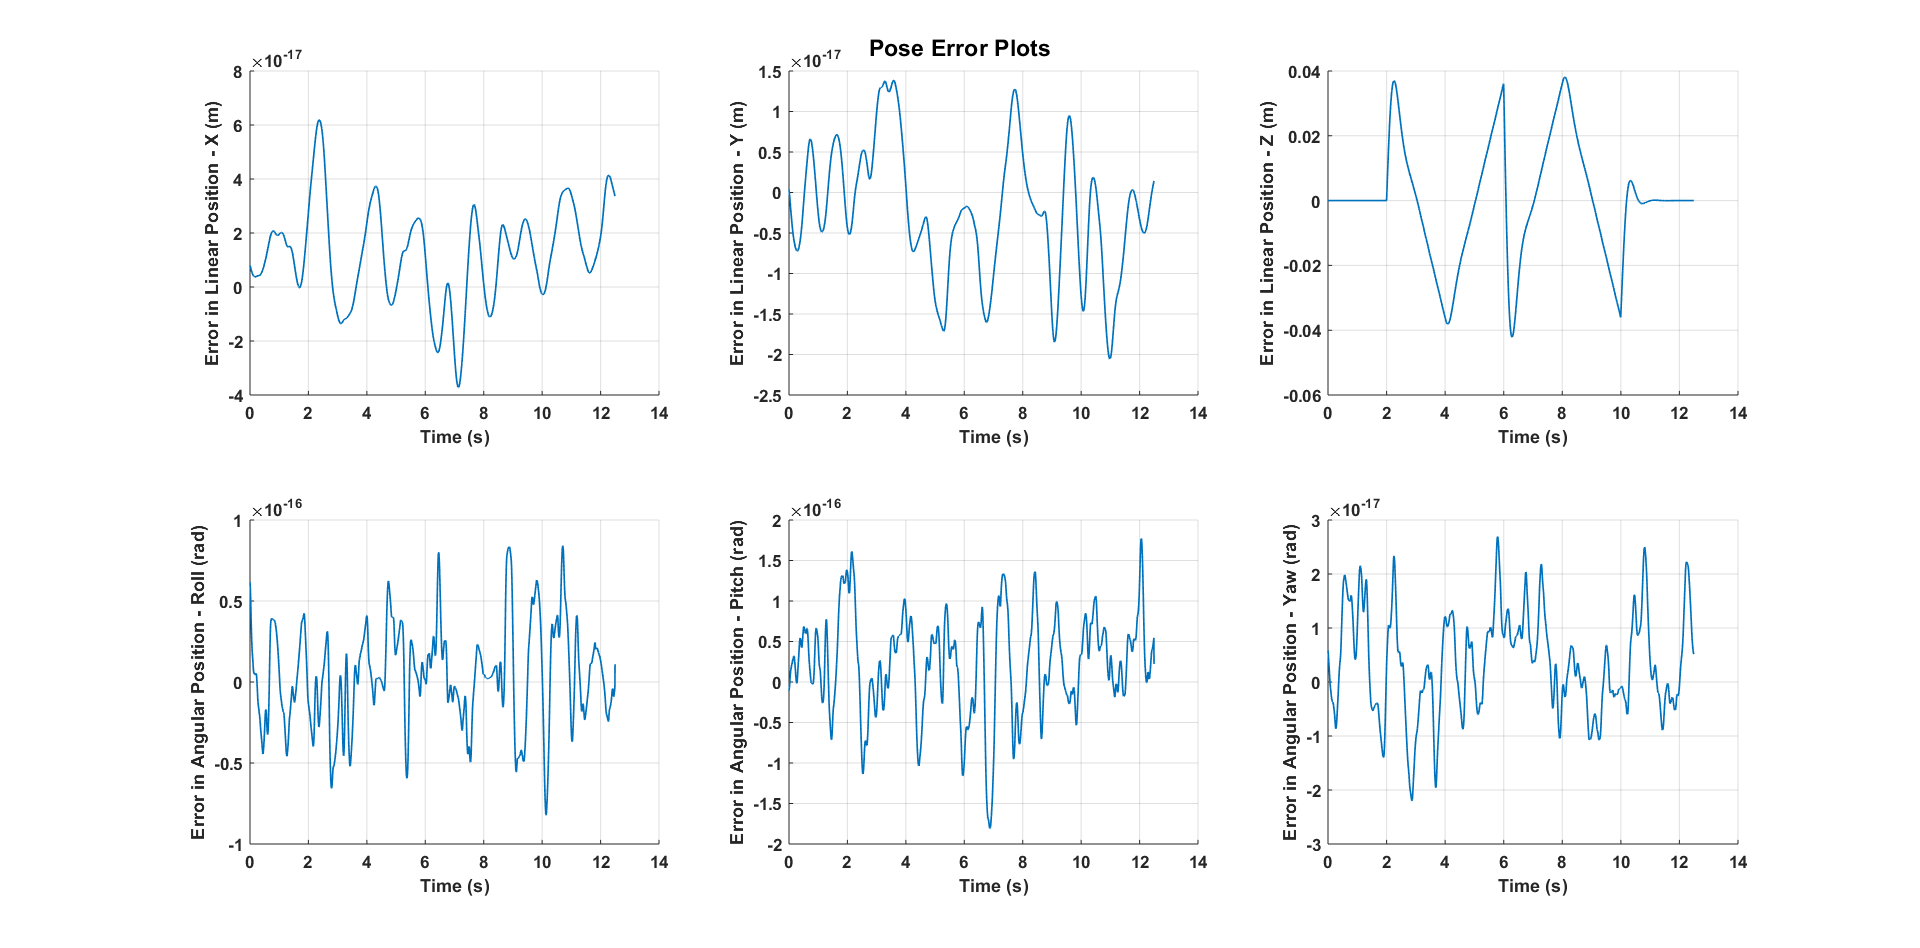 Pose Error Plots
×10-17
8
6
4
2
0
-2
-4
0 2 4 6 8 10 12 14
Time (s)
Error in Linear Position - X (m)
×10-17
1.5
1
0.5
0
-0.5
-1
-1.5
-2
-2.5
0 2 4 6 8 10 12 14
Time (s)
Error in Linear Position - Y (m)
0.04
0.02
0
-0.02
-0.04
-0.06
0 2 4 6 8 10 12 14
Time (s)
Error in Linear Position - Z (m)
×10-16
1
0.5
0
-0.5
-1
0 2 4 6 8 10 12 14
Time (s)
Error in Angular Position - Roll (rad)
×10-16
2
1.5
1
0.5
0
-0.5
-1
-1.5
-2
0 2 4 6 8 10 12 14
Time (s)
Error in Angular Position - Pitch (rad)
×10-17
3
2
1
0
-1
-2
-3
0 2 4 6 8 10 12 14
Time (s)
Error in Angular Position - Yaw (rad)